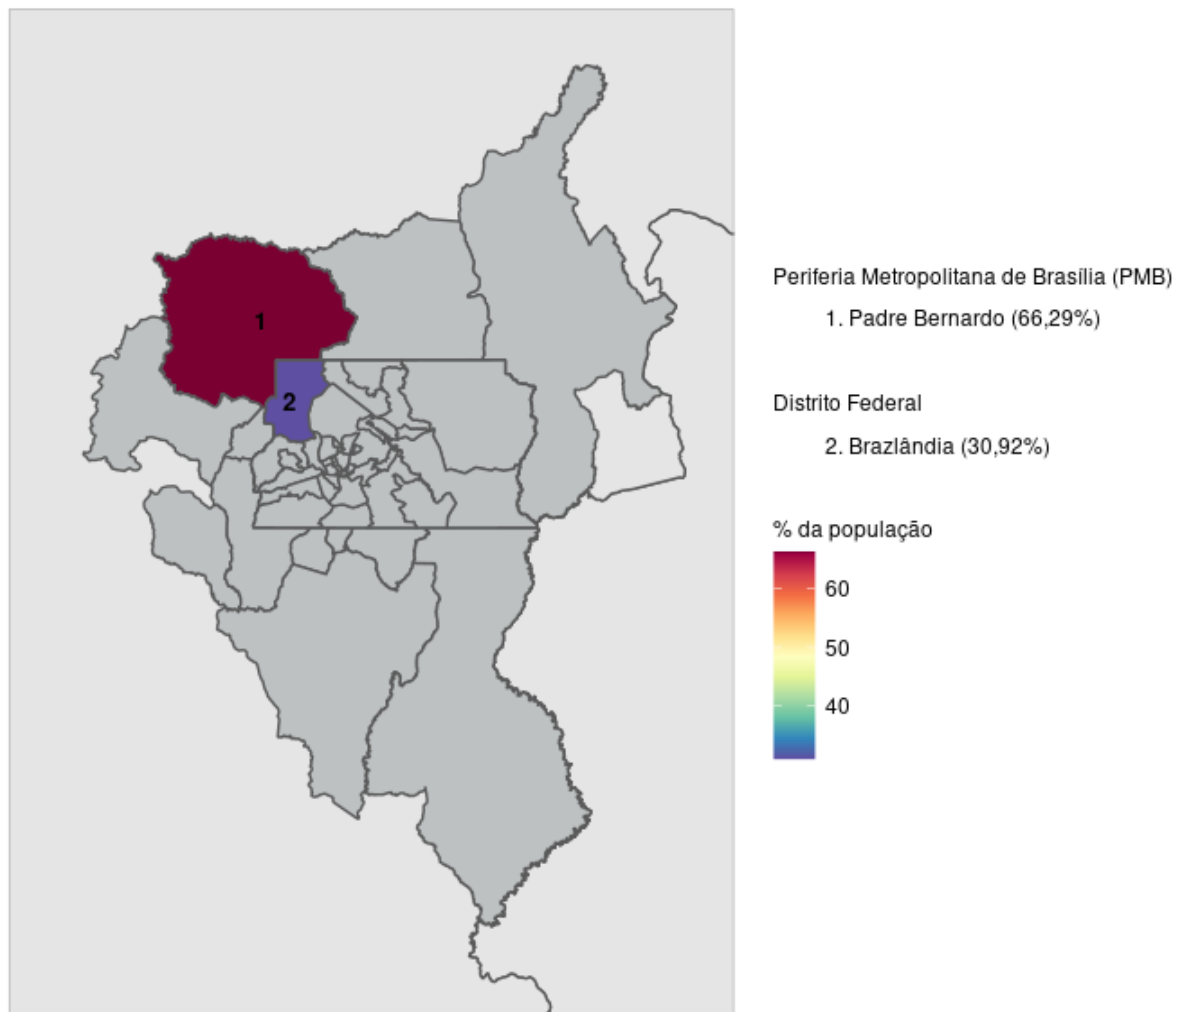 1
2
Periferia Metropolitana de Brasília (PMB)
1. Padre Bernardo (66,29%)
Distrito Federal
2. Brazlândia (30,92%)
% da população
60
50
40